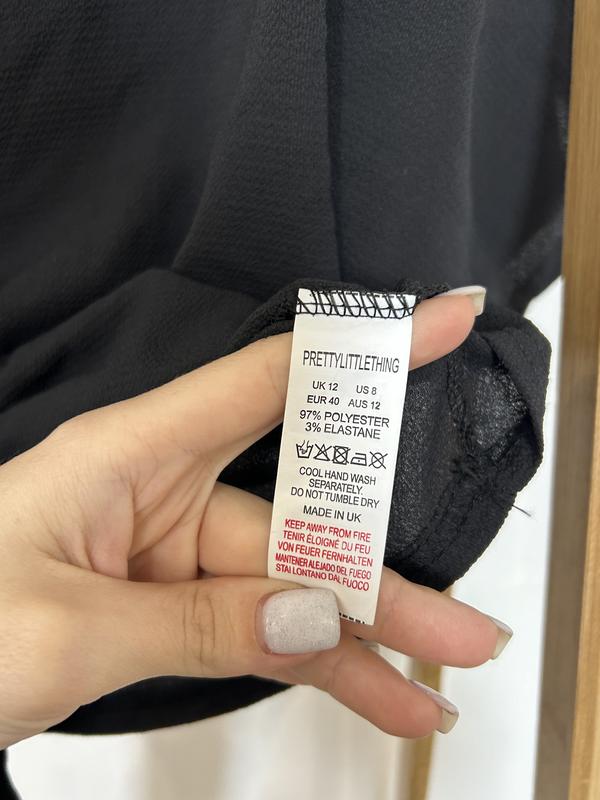 PRETTYLITTLETHING
UK 12 US 8
EUR 40 AUS 12
97% POLYESTER
3% ELASTANE
COOL HAND WASH
SEPARATELY.
DO NOT TUMBLE DRY
MADE IN UK
KEEP AWAY FROM FIRE
TENIR ÉLOIGNÉ DU FEU
VON FEUER FERNHALTEN
MANTENER ALEJADO DEL FUEGO
STAI LONTANO DAL FUOCO